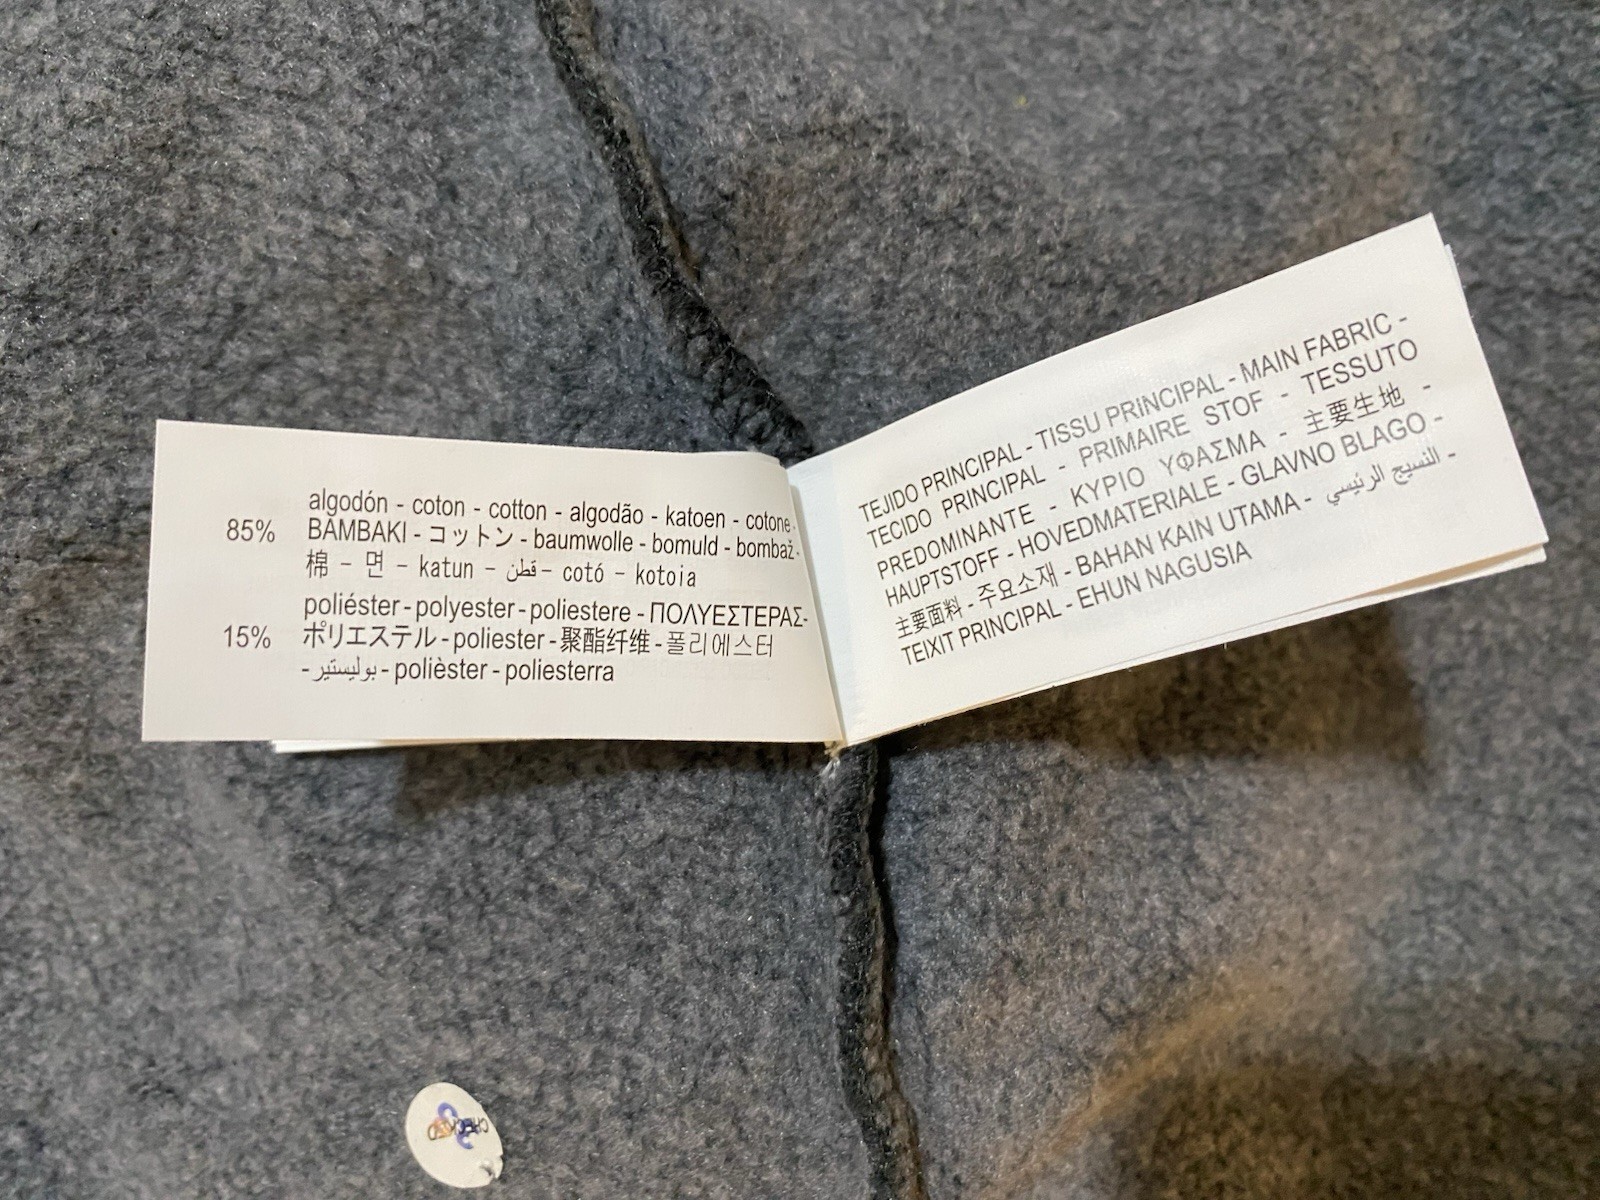 85%
algodón - coton - cotton - algodão - katoen - cotone -
BAMBAKI - コットン - baumwolle - bomuld - bombaž -
棉 - 면 - katun - قطن - cotó - kotoia
15%
poliéster - polyester - poliestere - ΠΟΛΥΕΣΤΕΡΑΣ-
ポリエステル - poliester - 聚酯纤维 - 폴리에스터
- بوليستير - polièster - poliesterra
TEJIDO PRINCIPAL - TISSU PRINCIPAL - MAIN FABRIC -
TECIDO PRINCIPAL - PRIMAIRE STOF - TESSUTO
PREDOMINANTE - ΚΥΡΙΟ ΥΦΑΣΜΑ - 主要生地 -
HAUPTSTOFF - HOVEDMATERIALE - GLAVNO BLAGO -
主要面料 - 주요소재 - BAHAN KAIN UTAMA - النسيج الرئيسي -
TEIXIT PRINCIPAL - EHUN NAGUSIA
CHECKED